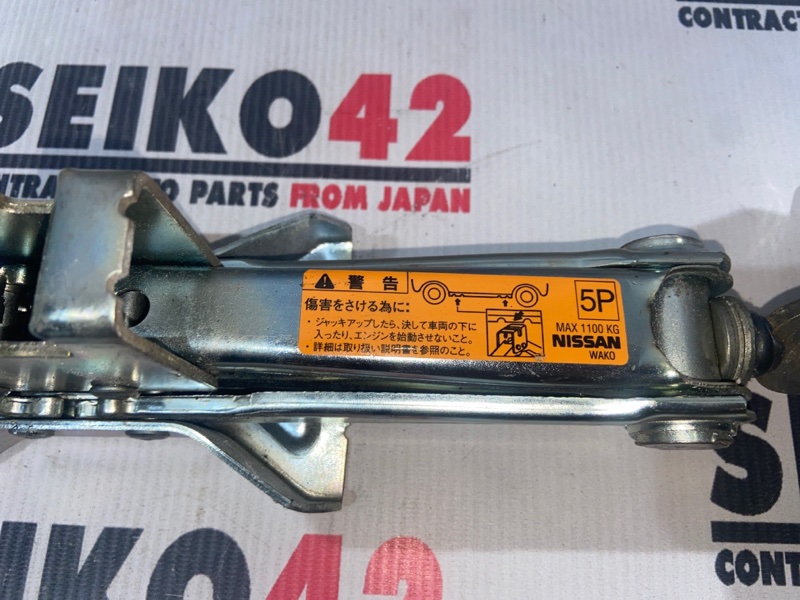 CONTRACT
SEIKO42
CONTRACT AUTO PARTS FROM JAPAN
警告
傷害をさける為に:
・ジャッキアップしたら、決して車両の下に
入ったり、エンジンを始動させないこと。
・詳細は取り扱い説明書を参照のこと。
5P
MAX 1100 KG
NISSAN
WAKO
SE
CONTRA
SEIKO42